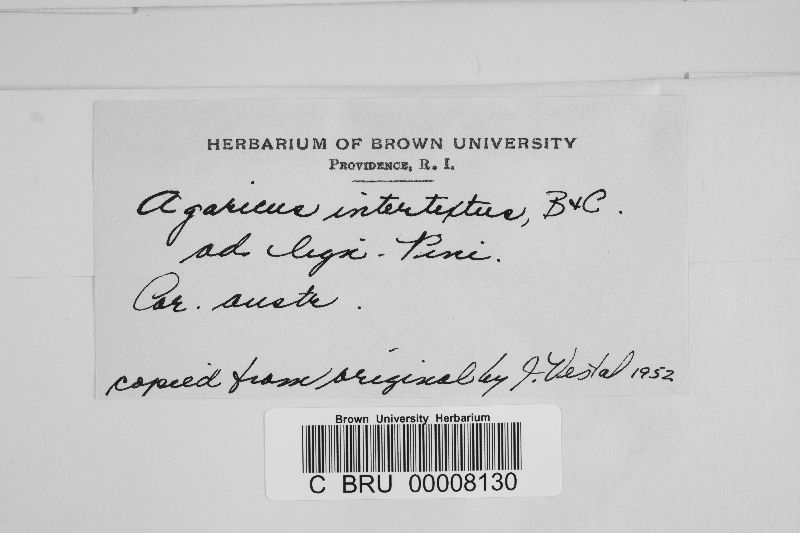 HERBARIUM OF BROWN UNIVERSITY
PROVIDENCE, R. I.
Agaricus intertextus, B&C.
ad. lign. Pini.
Car. austr.
copied from original by J. Vestal 1952
Brown University Herbarium
C BRU 00008130